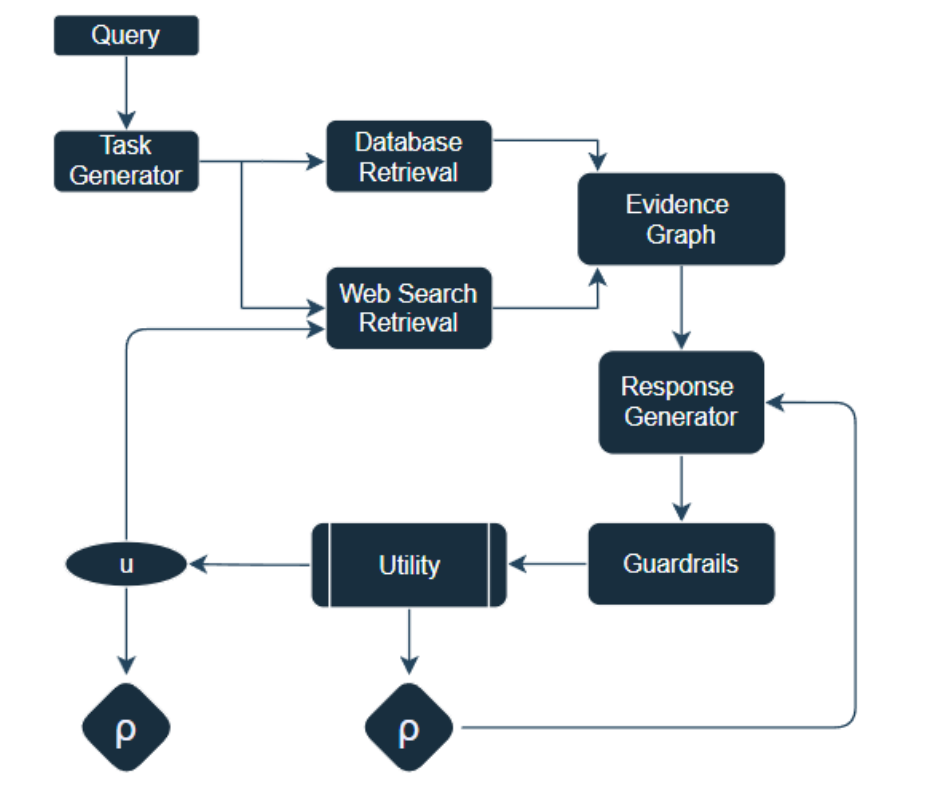 Query
Task
Generator
Database
Retrieval
Evidence
Graph
Web Search
Retrieval
Response
Generator
Guardrails
Utility
u
ρ
ρ